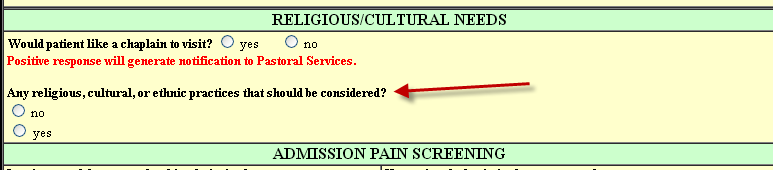 RELIGIOUS/CULTURAL NEEDS
Would patient like a chaplain to visit? yes no
Positive response will generate notification to Pastoral Services.
Any religious, cultural, or ethnic practices that should be considered?
no
yes
ADMISSION PAIN SCREENING